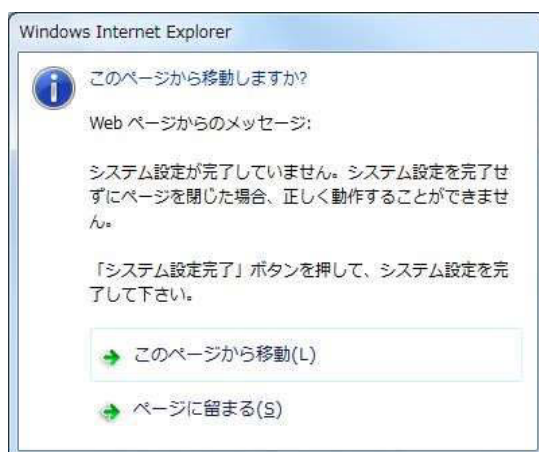 Windows Internet Explorer
このページから移動しますか?
Web ページからのメッセージ:
システム設定が完了していません。システム設定を完了せ
ずにページを閉じた場合、正しく動作することができませ
ん。
「システム設定完了」ボタンを押して、システム設定を完
了して下さい。
このページから移動(L)
ページに留まる(S)